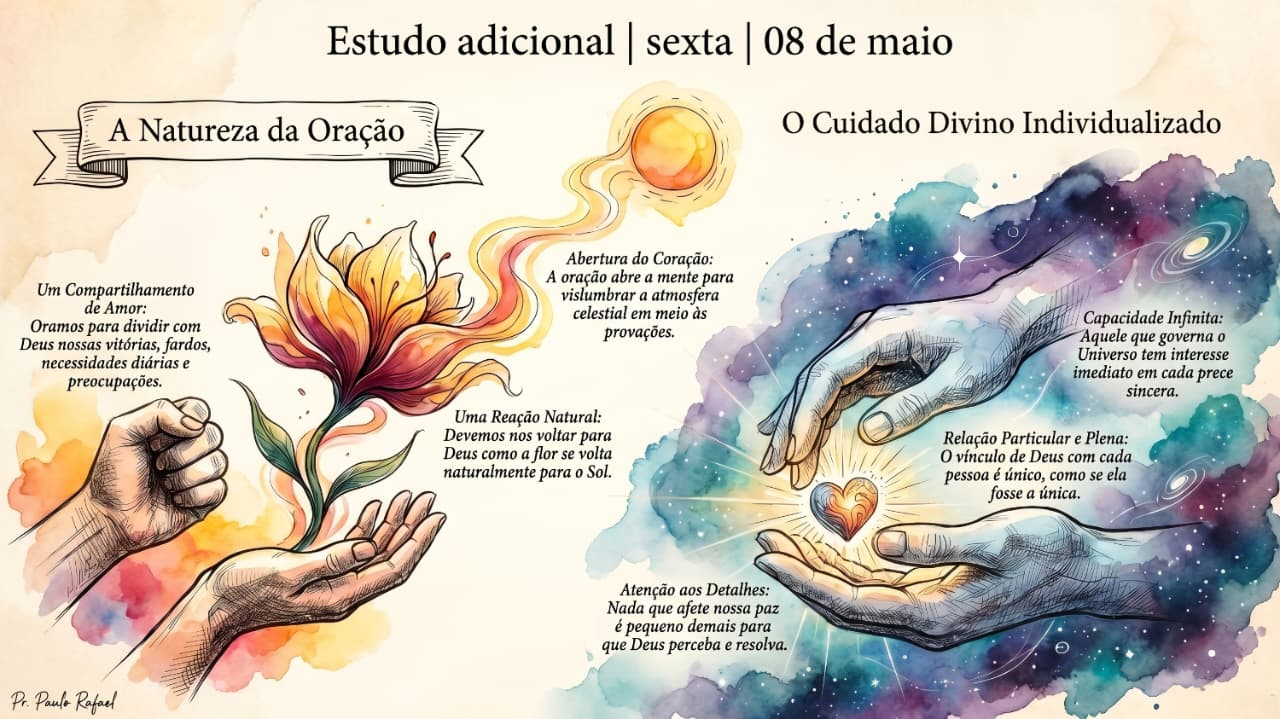 Estudo adicional | sexta | 08 de maio
A Natureza da Oração
Um Compartilhamento
de Amor:
Oramos para dividir com
Deus nossas vitórias, fardos,
necessidades diárias e
preocupações.
Abertura do Coração:
A oração abre a mente para
vislumbrar a atmosfera
celestial em meio às
provações.
Uma Reação Natural:
Devemos nos voltar para
Deus como a flor se volta
naturalmente para o Sol.
O Cuidado Divino Individualizado
Capacidade Infinita:
Aquele que governa o
Universo tem interesse
imediato em cada prece
sincera.
Relação Particular e Plena:
O vínculo de Deus com cada
pessoa é único, como se ela
fosse a única.
Atenção aos Detalhes:
Nada que afete nossa paz
é pequeno demais para
que Deus perceba e resolva.
Pr. Paulo Rafael